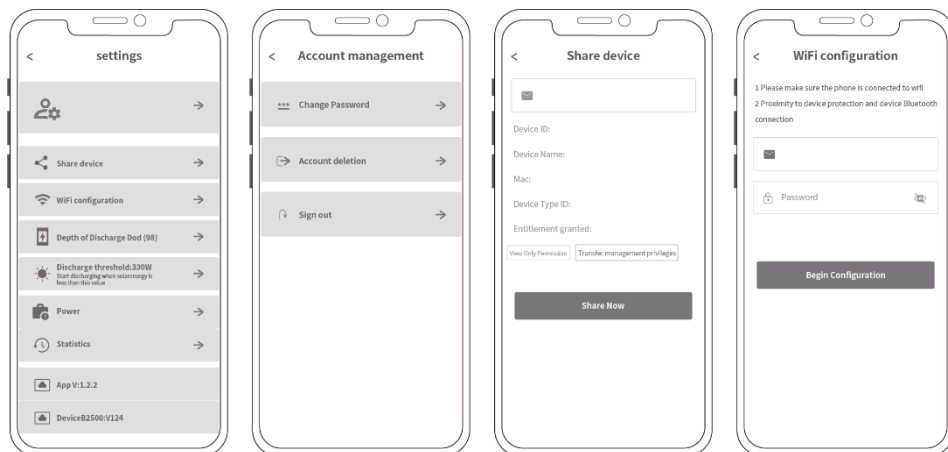 < settings
Share device
WiFi configuration
Depth of Discharge Dod (98)
Discharge threshold:330W
Start discharging when solarinergy is
less than this value
Power
Statistics
App V:1.2.2
DeviceB2500:V124
< Account management
*** Change Password
Account deletion
Sign out
< Share device
Device ID:
Device Name:
Mac:
Device Type ID:
Entitlement granted:
View Only Permission Transfer management privileges
Share Now
< WiFi configuration
1 Please make sure the phone is connected to wifi
2 Proximity to device protection and device Bluetooth
connection
Password
Begin Configuration